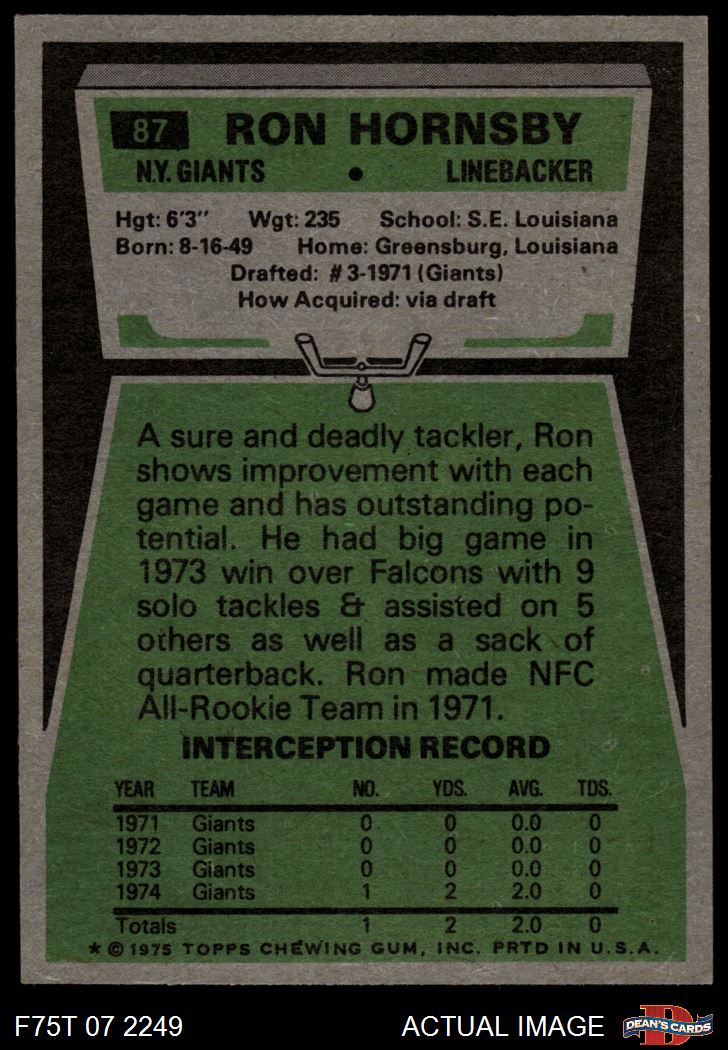 87 RON HORNSBY
N.Y. GIANTS • LINEBACKER
Hgt: 6'3" Wgt: 235 School: S.E. Louisiana
Born: 8-16-49 Home: Greensburg, Louisiana
Drafted: #3-1971 (Giants)
How Acquired: via draft
A sure and deadly tackler, Ron
shows improvement with each
game and has outstanding po-
tential. He had big game in
1973 win over Falcons with 9
solo tackles & assisted on 5
others as well as a sack of
quarterback. Ron made NFC
All-Rookie Team in 1971.
INTERCEPTION RECORD
YEAR TEAM NO. YDS. AVG. TDS.
1971 Giants 0 0 0.0 0
1972 Giants 0 0 0.0 0
1973 Giants 0 0 0.0 0
1974 Giants 1 2 2.0 0
Totals 1 2 2.0 0
* © 1975 TOPPS CHEWING GUM, INC. PRTD IN U.S.A.
F75T 07 2249 ACTUAL IMAGE D DEAN'S CARDS